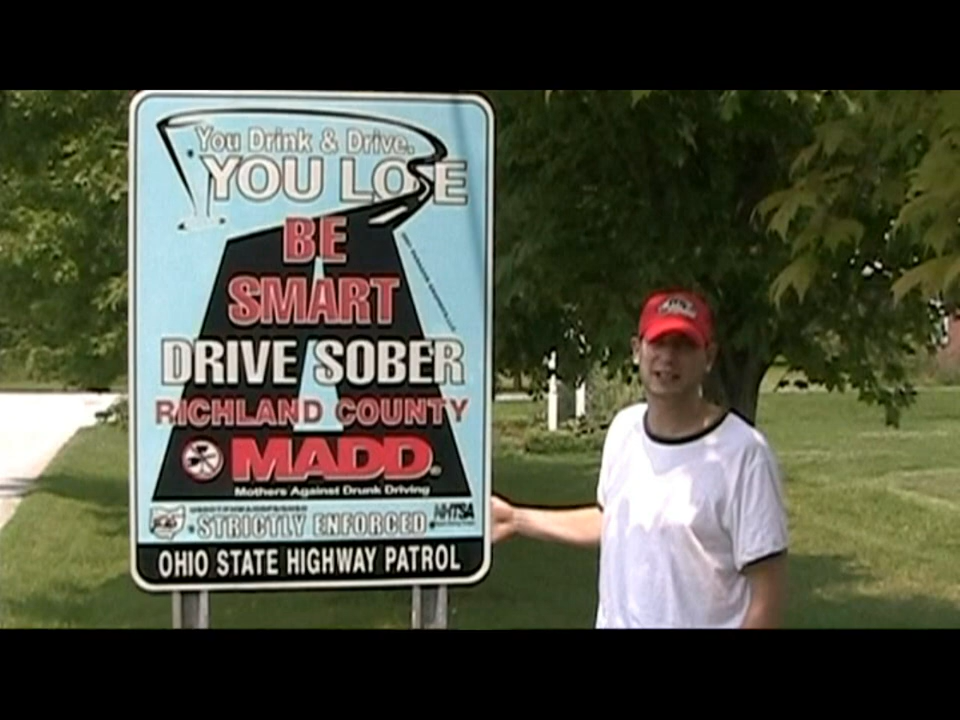 You Drink & Drive.
YOU LOSE
BE
SMART
DRIVE SOBER
RICHLAND COUNTY
MADD®
Mothers Against Drunk Driving
NHTSA
STRICTLY ENFORCED
OHIO STATE HIGHWAY PATROL